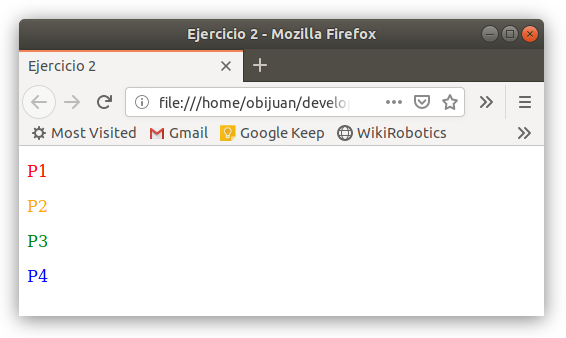 Ejercicio 2 - Mozilla Firefox
Ejercicio 2
file:///home/obijuan/develop
Most Visited Gmail Google Keep WikiRobotics
P1
P2
P3
P4